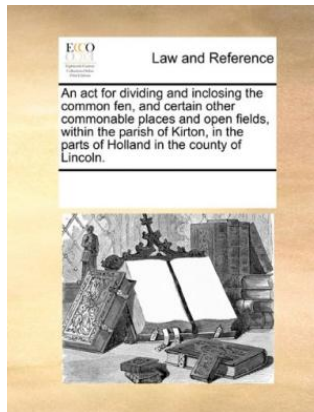 ECCO
Law and Reference
An act for dividing and inclosing the
common fen, and certain other
commonable places and open fields,
within the parish of Kirton, in the
parts of Holland in the county of
Lincoln.